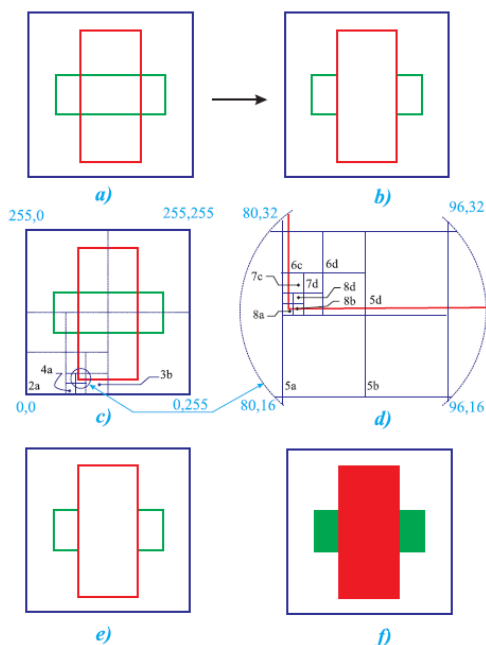 a)
b)
255,0
255,255
80,32
96,32
6c
6d
7c
7d
8d
8b
5d
8a
4a
3b
2a
5a
5b
0,0
0,255
80,16
96,16
c)
d)
e)
f)